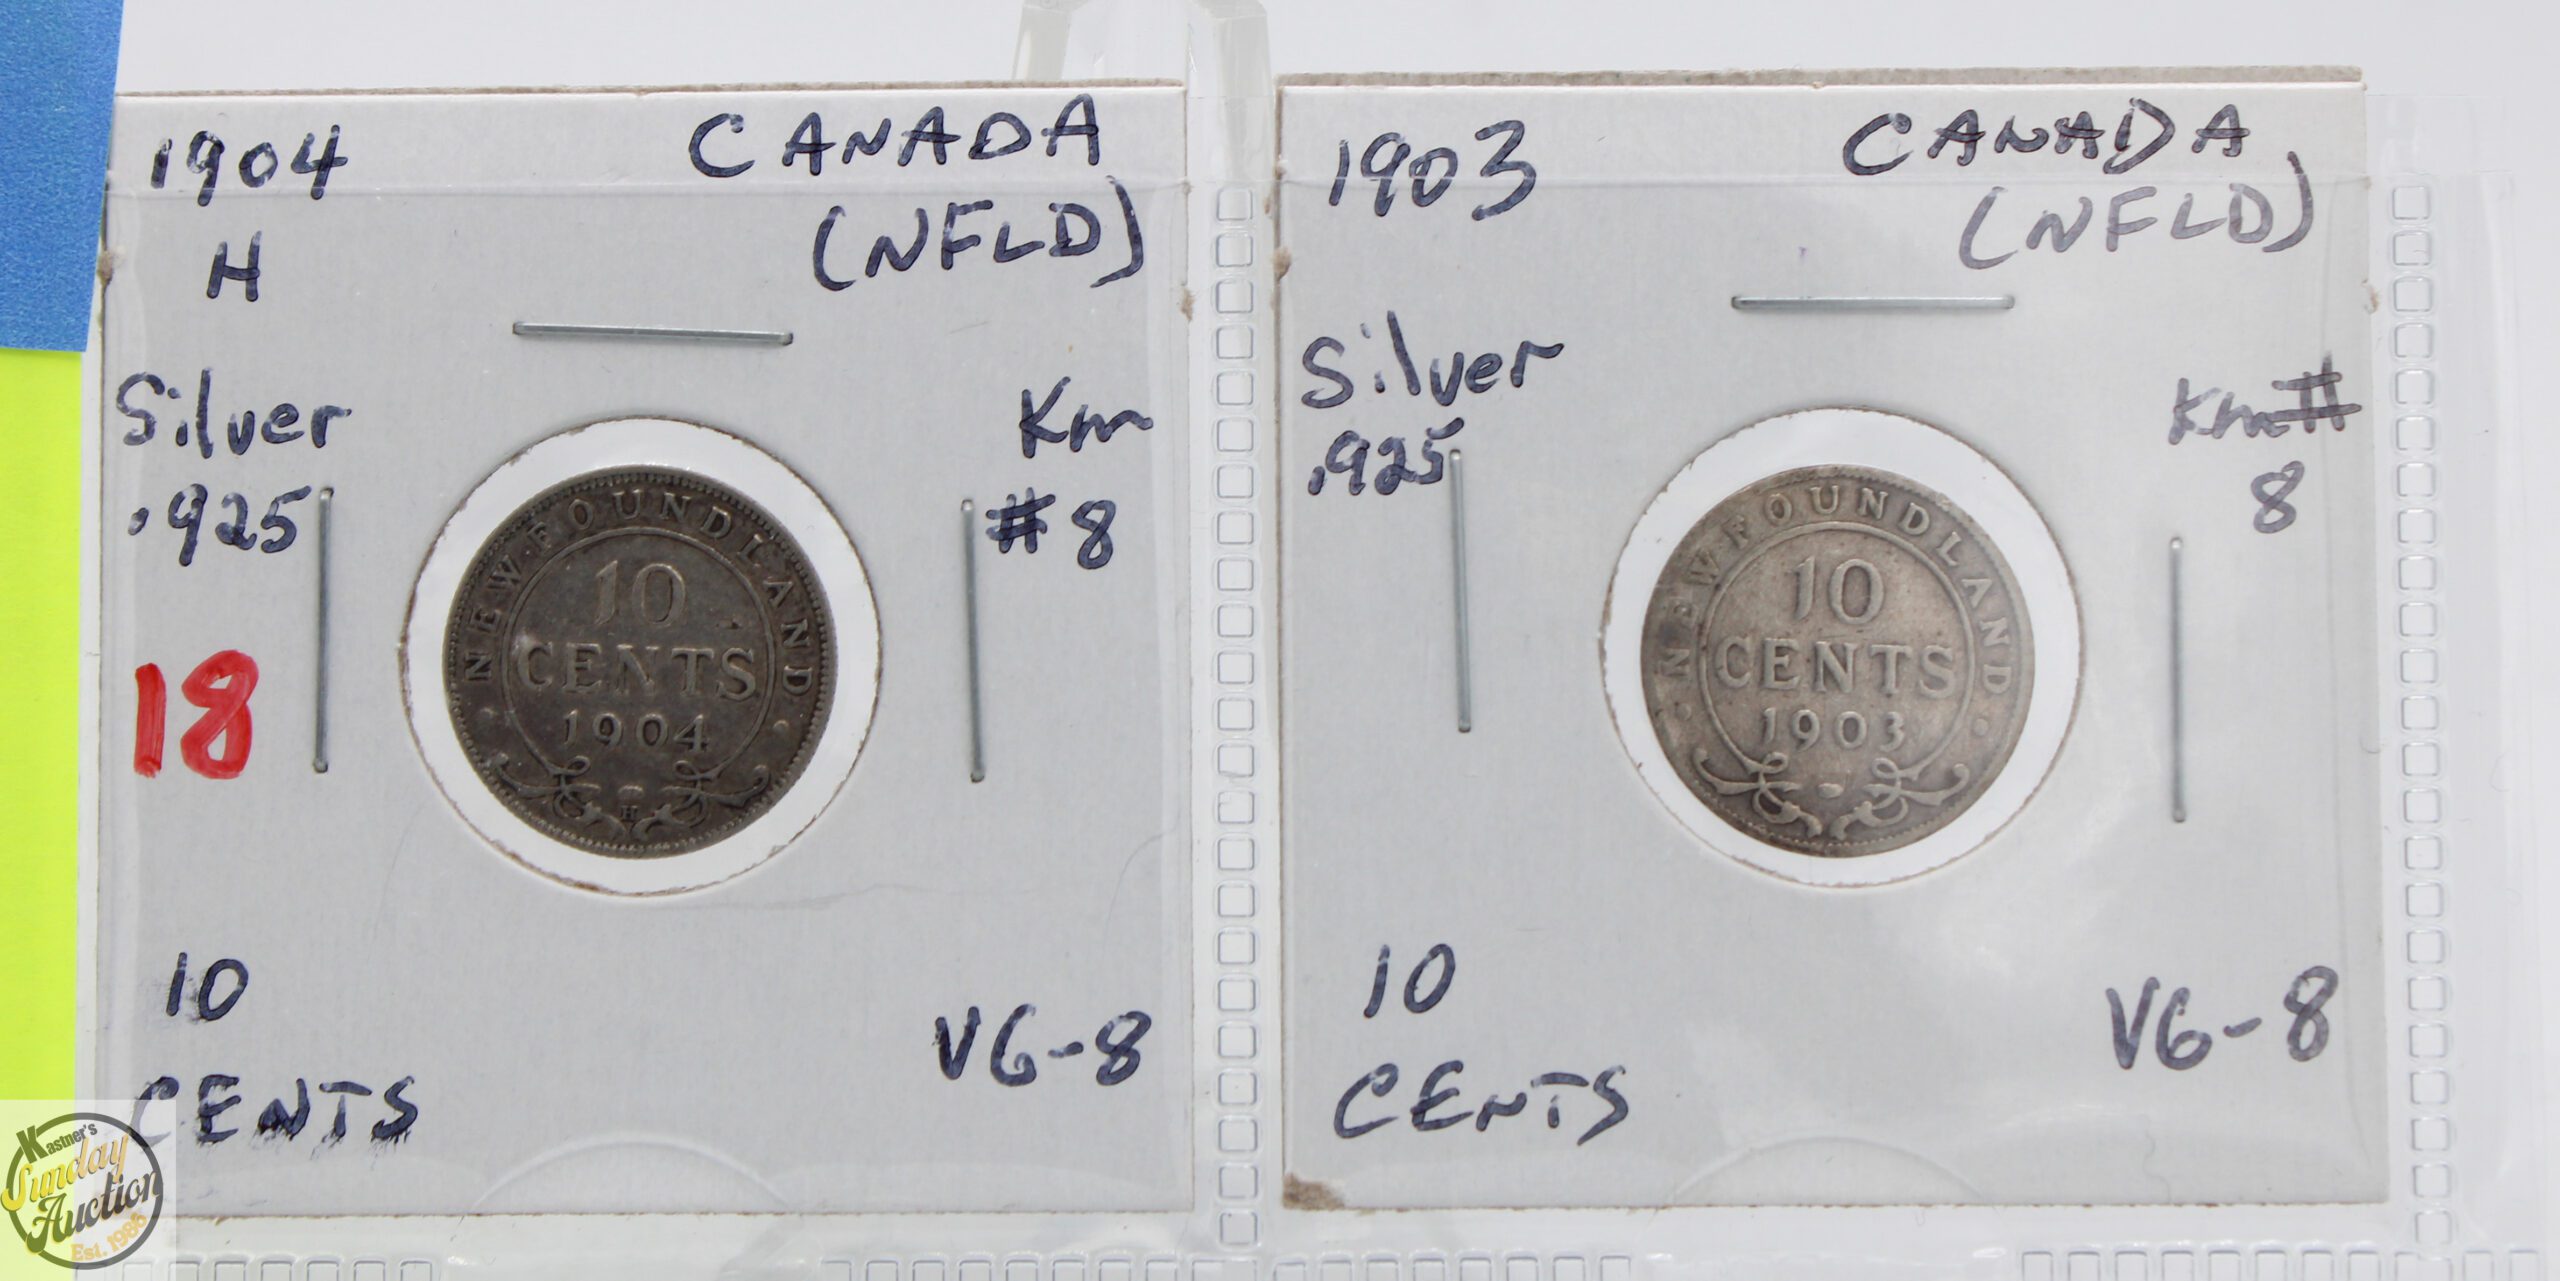 1904
H
CANADA
(NFLD)
Silver
.925
Km
#8
18
NEWFOUNDLAND
10
CENTS
1904
H
10
CENTS
VG-8
1903
CANADA
(NFLD)
Silver
.925
Km#
8
NEWFOUNDLAND
10
CENTS
1903
10
CENTS
VG-8
Kastner's
Sunday
Auction
Est. 1986